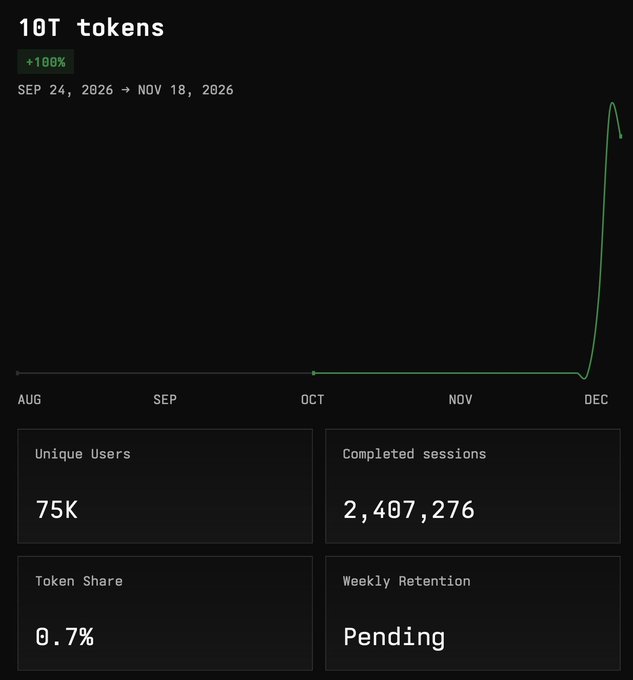 10T tokens
+100%
SEP 24, 2026 → NOV 18, 2026
AUG SEP OCT NOV DEC
Unique Users
75K
Completed sessions
2,407,276
Token Share
0.7%
Weekly Retention
Pending